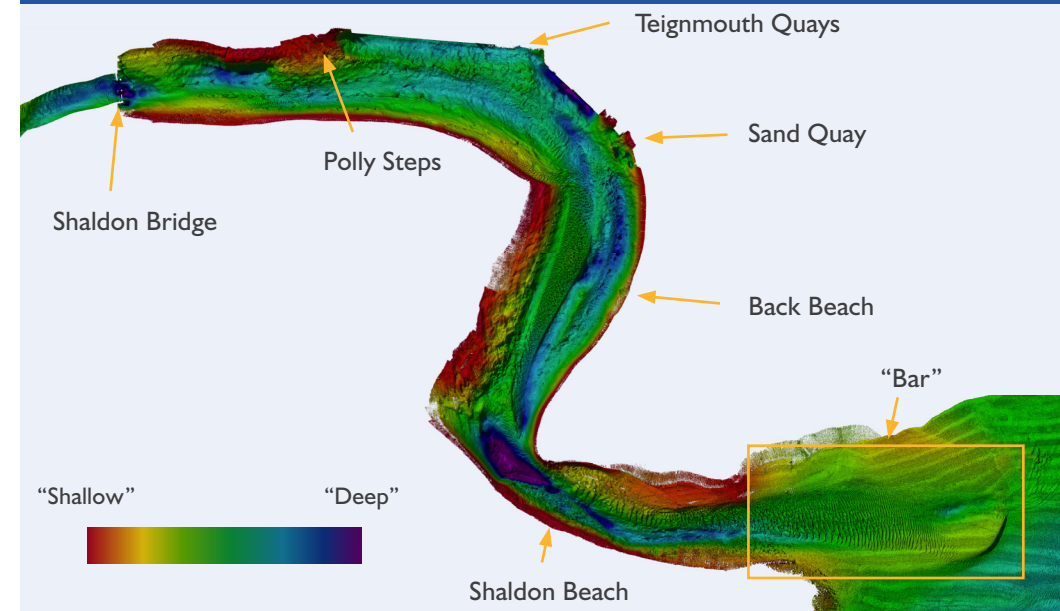 Teignmouth Quays
Sand Quay
Polly Steps
Shaldon Bridge
Back Beach
“Bar”
“Shallow”
“Deep”
Shaldon Beach